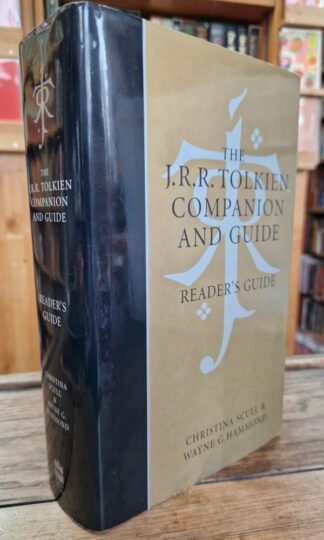 THE
J.R.R. TOLKIEN
COMPANION
AND GUIDE
READER'S
GUIDE
CHRISTINA
SCULL
&
WAYNE G.
HAMMOND
THE
J.R.R. TOLKIEN
COMPANION
AND GUIDE
READER'S GUIDE
CHRISTINA SCULL &
WAYNE G. HAMMOND